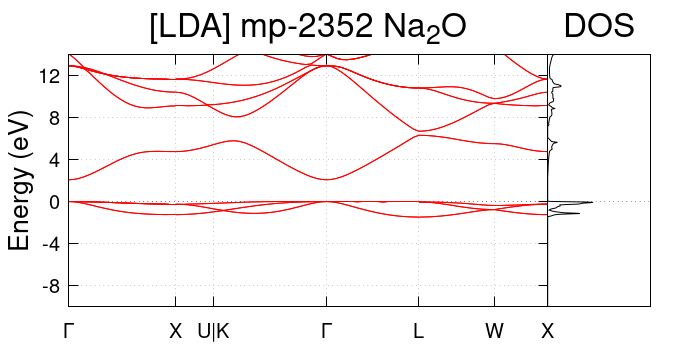 [LDA] mp-2352 Na₂O
DOS
Energy (eV)
12
8
4
0
-4
-8
Γ X U|K Γ L W X